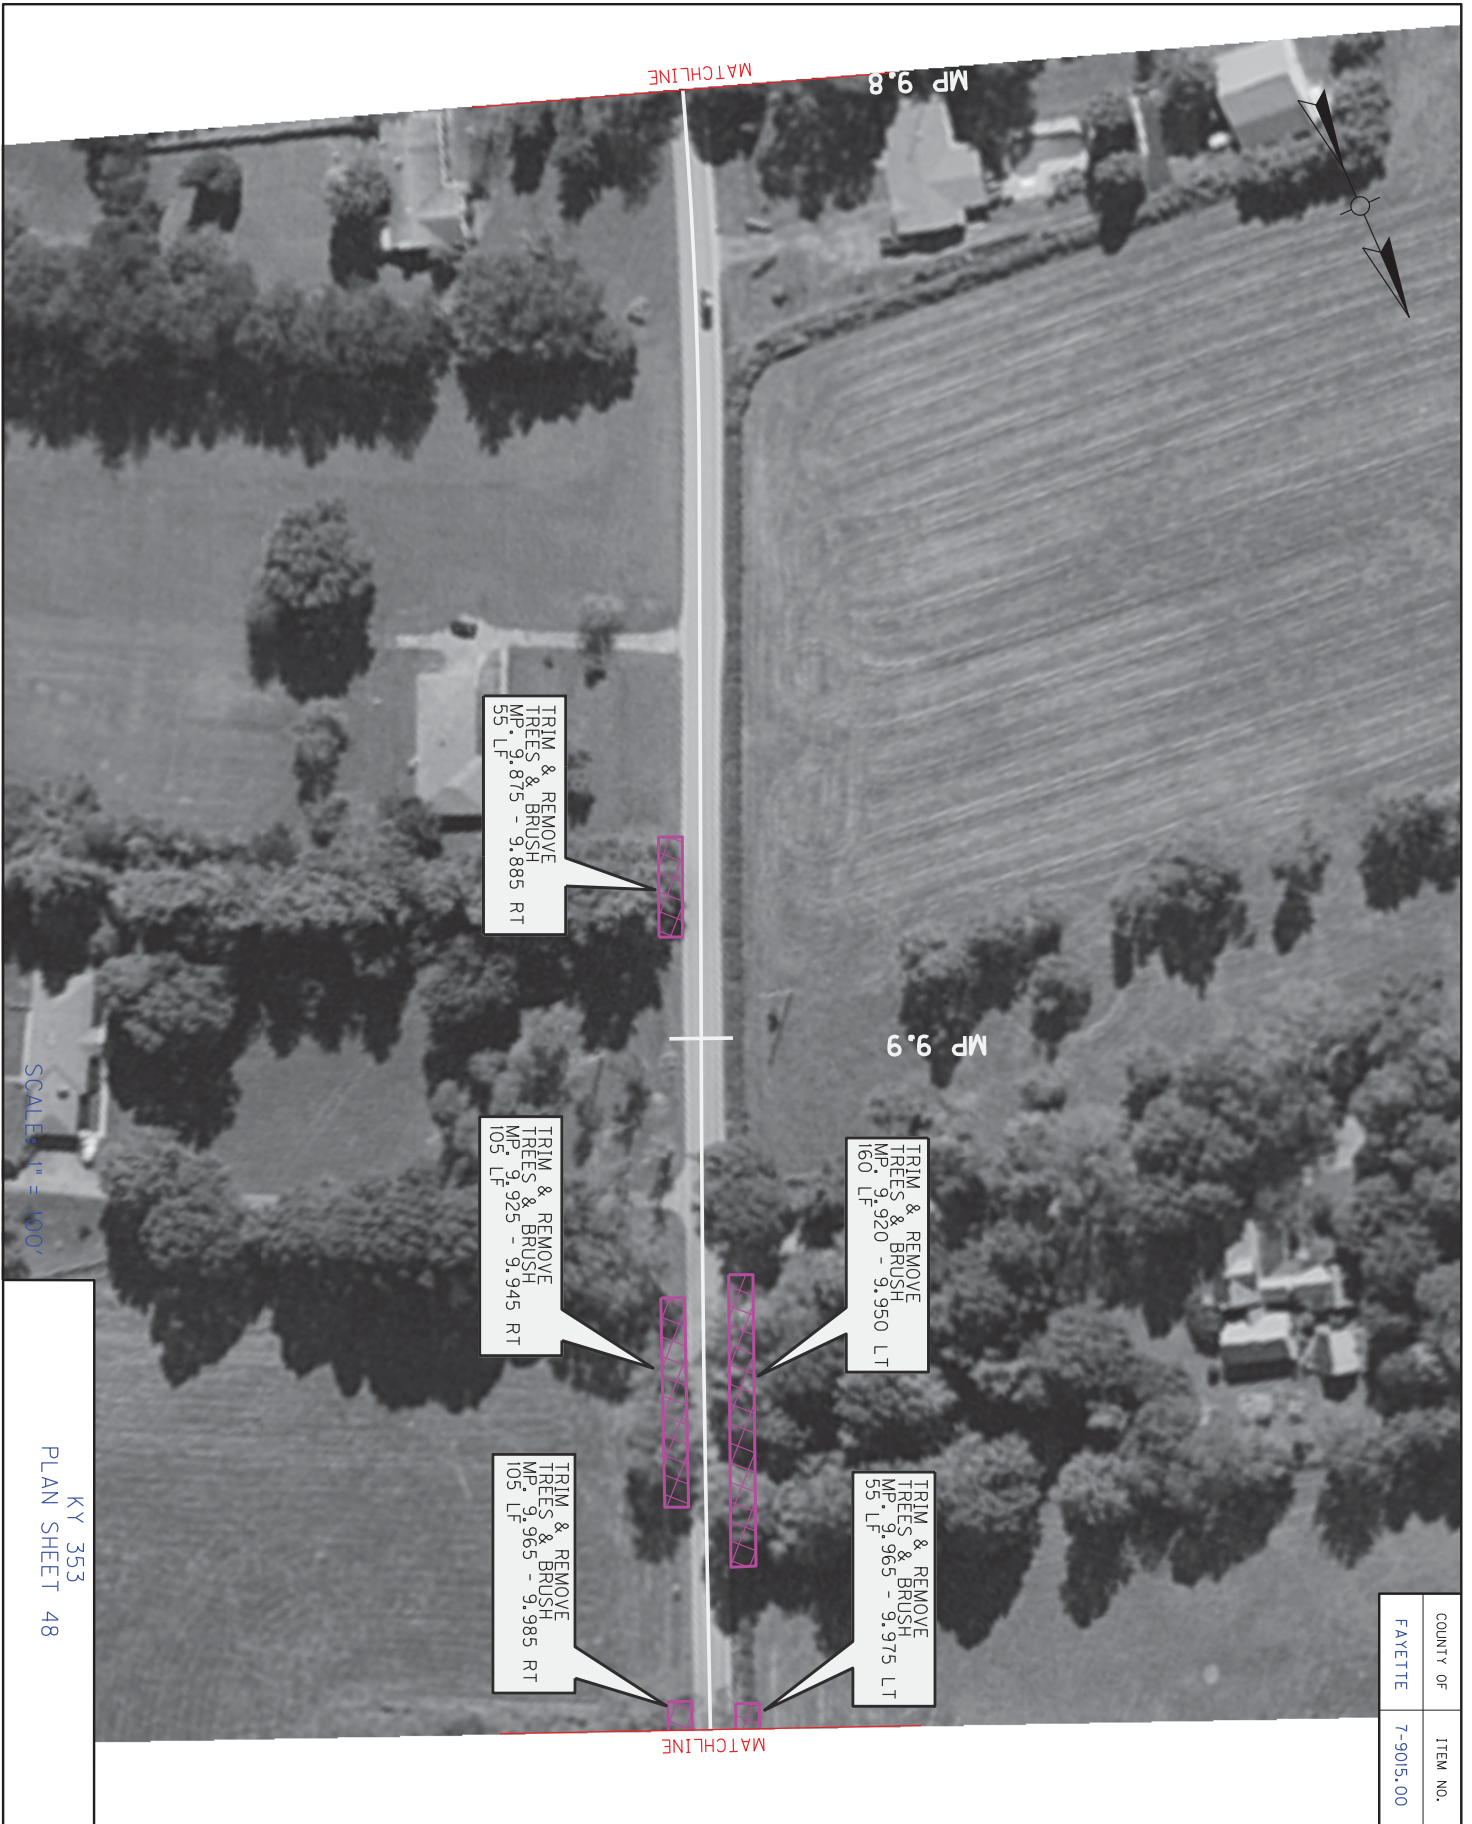 COUNTY OF
ITEM NO.
FAYETTE
7-9015.00
MATCHLINE
MP 9.8
MP 9.9
TRIM & REMOVE
TREES & BRUSH
MP. 9.875 - 9.885 RT
55 LF
TRIM & REMOVE
TREES & BRUSH
MP. 9.920 - 9.950 LT
160 LF
TRIM & REMOVE
TREES & BRUSH
MP. 9.925 - 9.945 RT
105 LF
TRIM & REMOVE
TREES & BRUSH
MP. 9.965 - 9.975 LT
55 LF
TRIM & REMOVE
TREES & BRUSH
MP. 9.965 - 9.985 RT
105 LF
MATCHLINE
SCALE: 1" = 100'
KY 353
PLAN SHEET 48